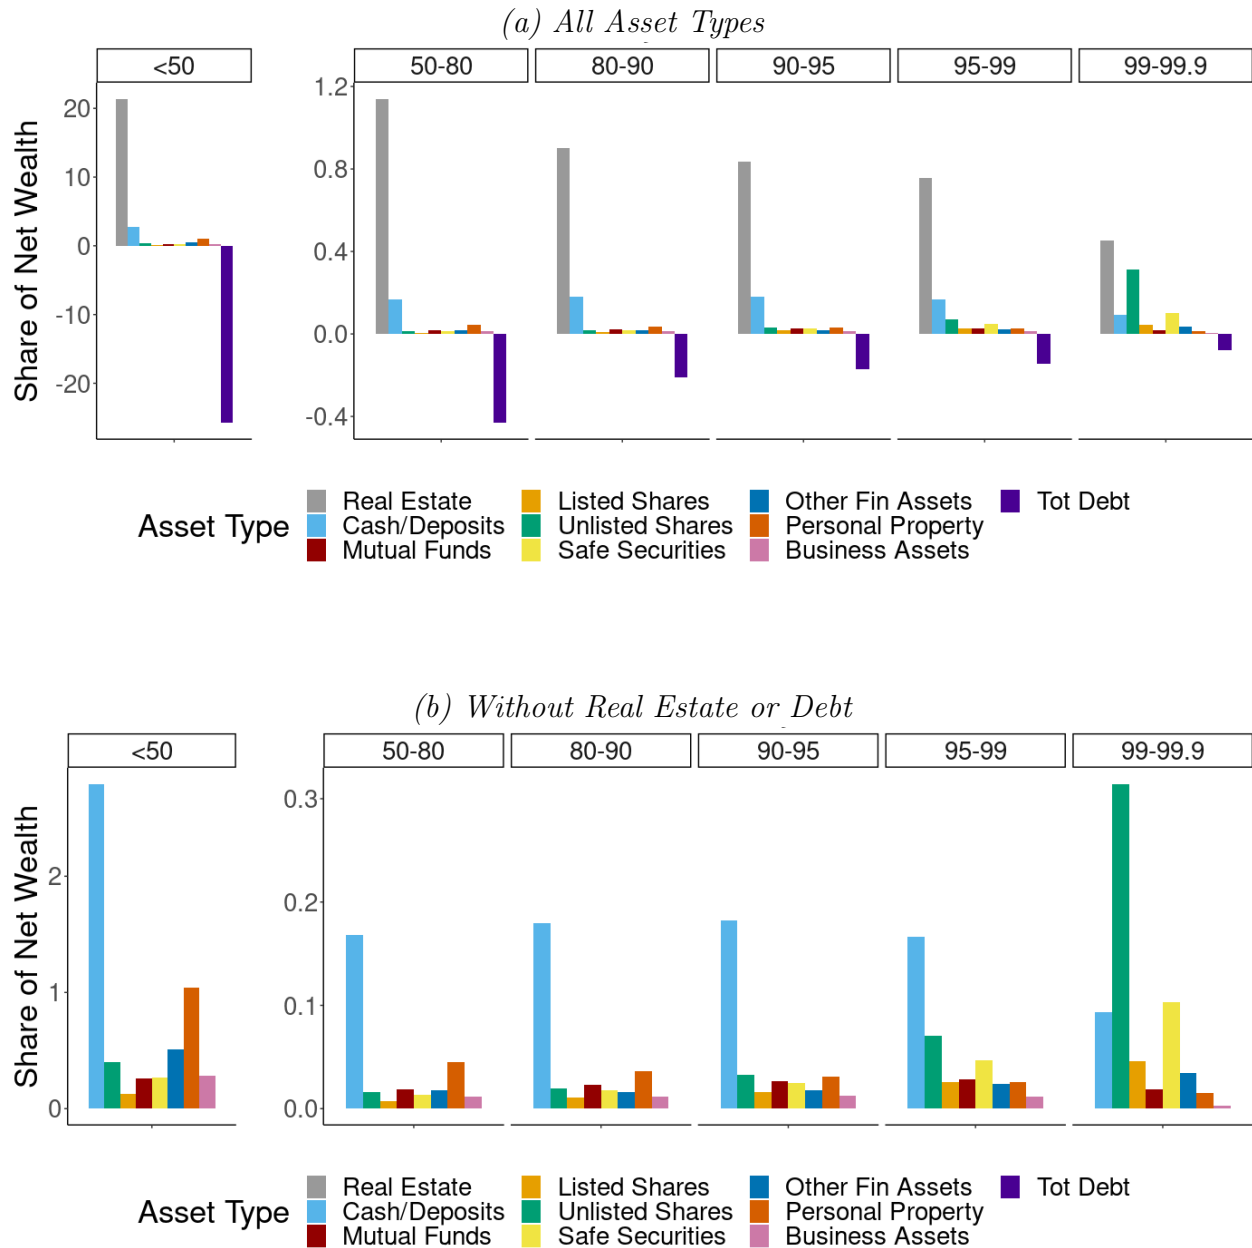 (a) All Asset Types
<50 50-80 80-90 90-95 95-99 99-99.9
Share of Net Wealth
20
10
0
-10
-20
1.2
0.8
0.4
0.0
-0.4
Asset Type
Real Estate Listed Shares Other Fin Assets Tot Debt
Cash/Deposits Unlisted Shares Personal Property
Mutual Funds Safe Securities Business Assets
(b) Without Real Estate or Debt
<50 50-80 80-90 90-95 95-99 99-99.9
Share of Net Wealth
2
1
0
0.3
0.2
0.1
0.0
Asset Type
Real Estate Listed Shares Other Fin Assets Tot Debt
Cash/Deposits Unlisted Shares Personal Property
Mutual Funds Safe Securities Business Assets